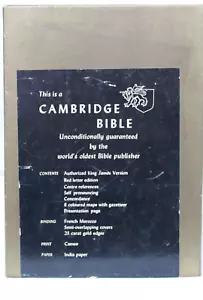 This is a
CAMBRIDGE
BIBLE
Unconditionally guaranteed
by the
world's oldest Bible publisher
CONTENTS Authorized King James Version
Red letter edition
Centre references
Self pronouncing
Concordance
8 coloured maps with gazetteer
Presentation page
BINDING French Morocco
Semi-overlapping covers
23 carat gold edges
PRINT Cameo
PAPER India paper